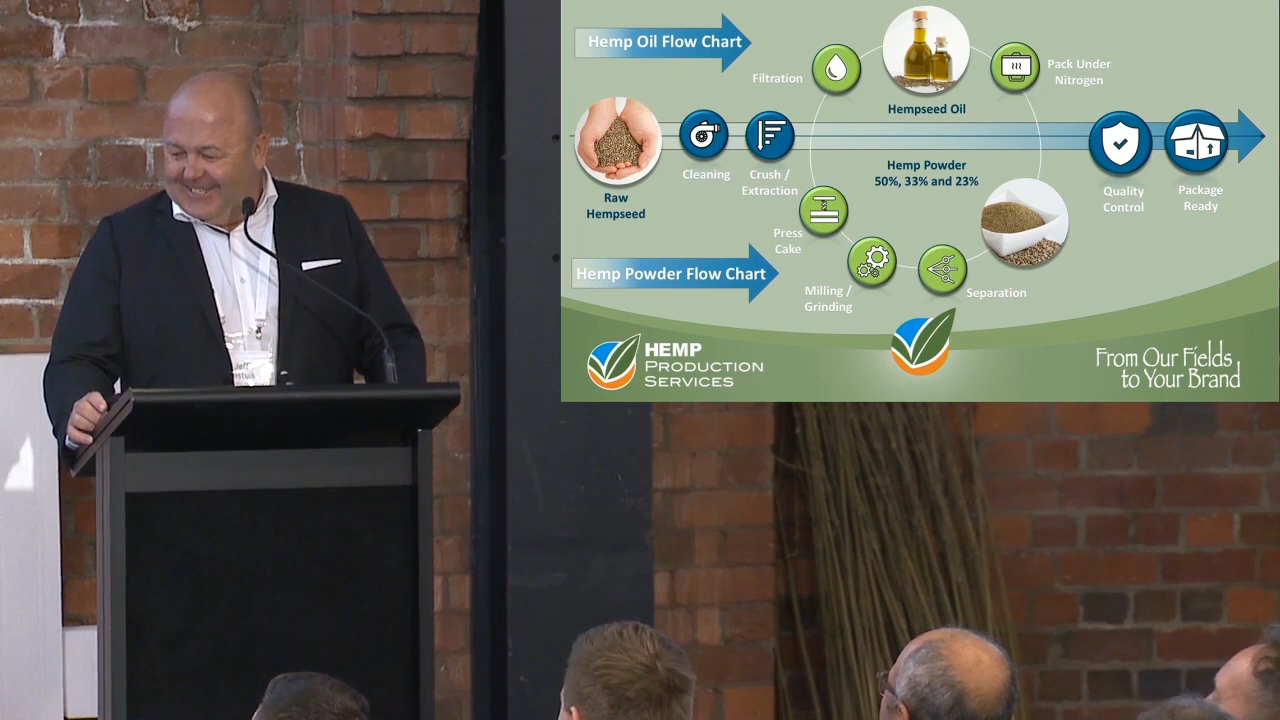 Hemp Oil Flow Chart
Filtration
Hempseed Oil
Pack Under
Nitrogen
Raw
Hempseed
Cleaning
Crush /
Extraction
Hemp Powder
50%, 33% and 23%
Quality
Control
Package
Ready
Press
Cake
Hemp Powder Flow Chart
Milling /
Grinding
Separation
HEMP
PRODUCTION
SERVICES
From Our Fields
to Your Brand
Jeff